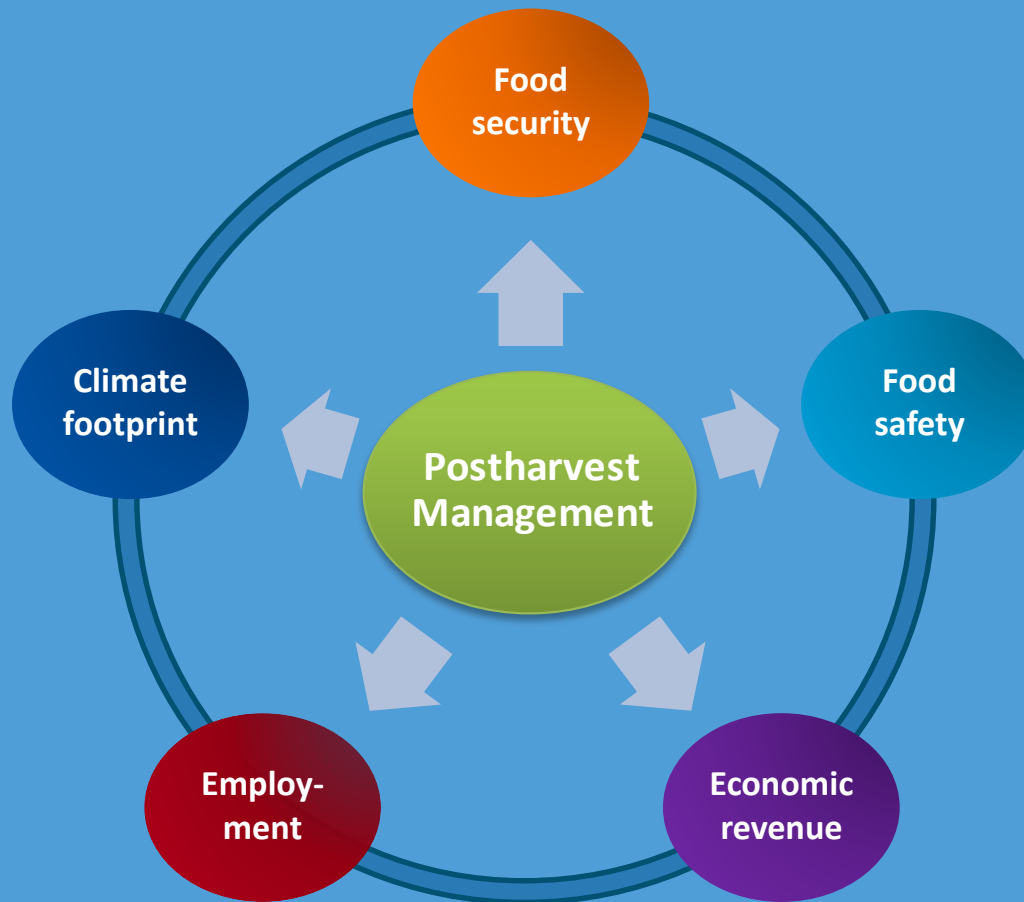 Food
security
Climate
footprint
Food
safety
Postharvest
Management
Employ-
ment
Economic
revenue